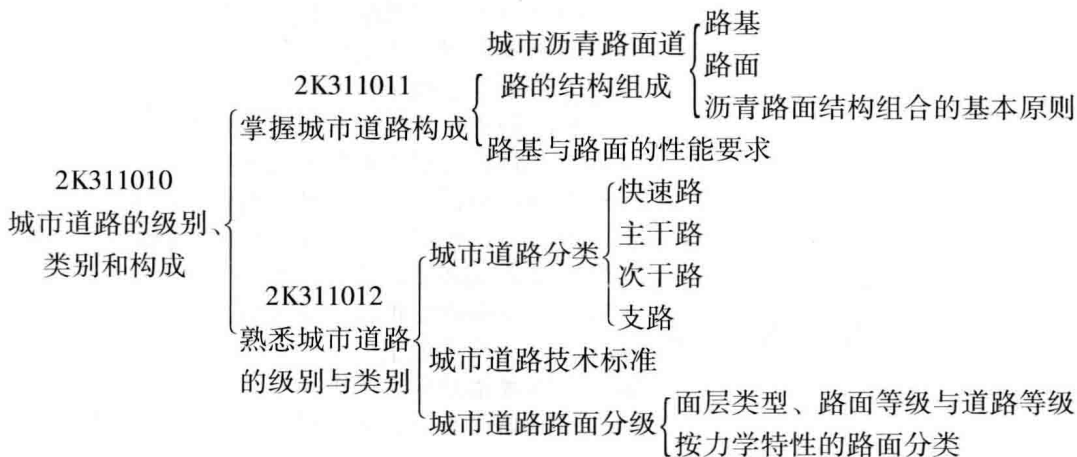 2K311010
城市道路的级别、
类别和构成
2K311011
掌握城市道路构成
城市沥青路面道
路的结构组成
路基
路面
沥青路面结构组合的基本原则
路基与路面的性能要求
2K311012
熟悉城市道路
的级别与类别
城市道路分类
快速路
主干路
次干路
支路
城市道路技术标准
城市道路路面分级
面层类型、路面等级与道路等级
按力学特性的路面分类